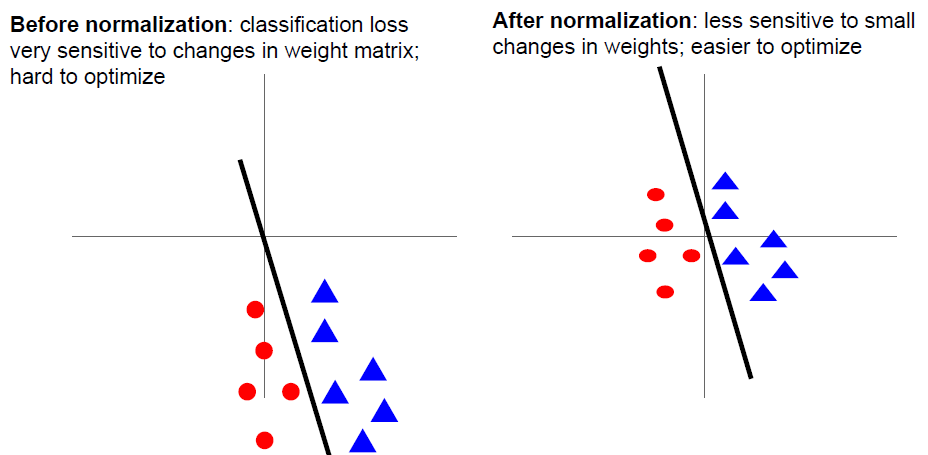 Before normalization: classification loss
very sensitive to changes in weight matrix;
hard to optimize
After normalization: less sensitive to small
changes in weights; easier to optimize